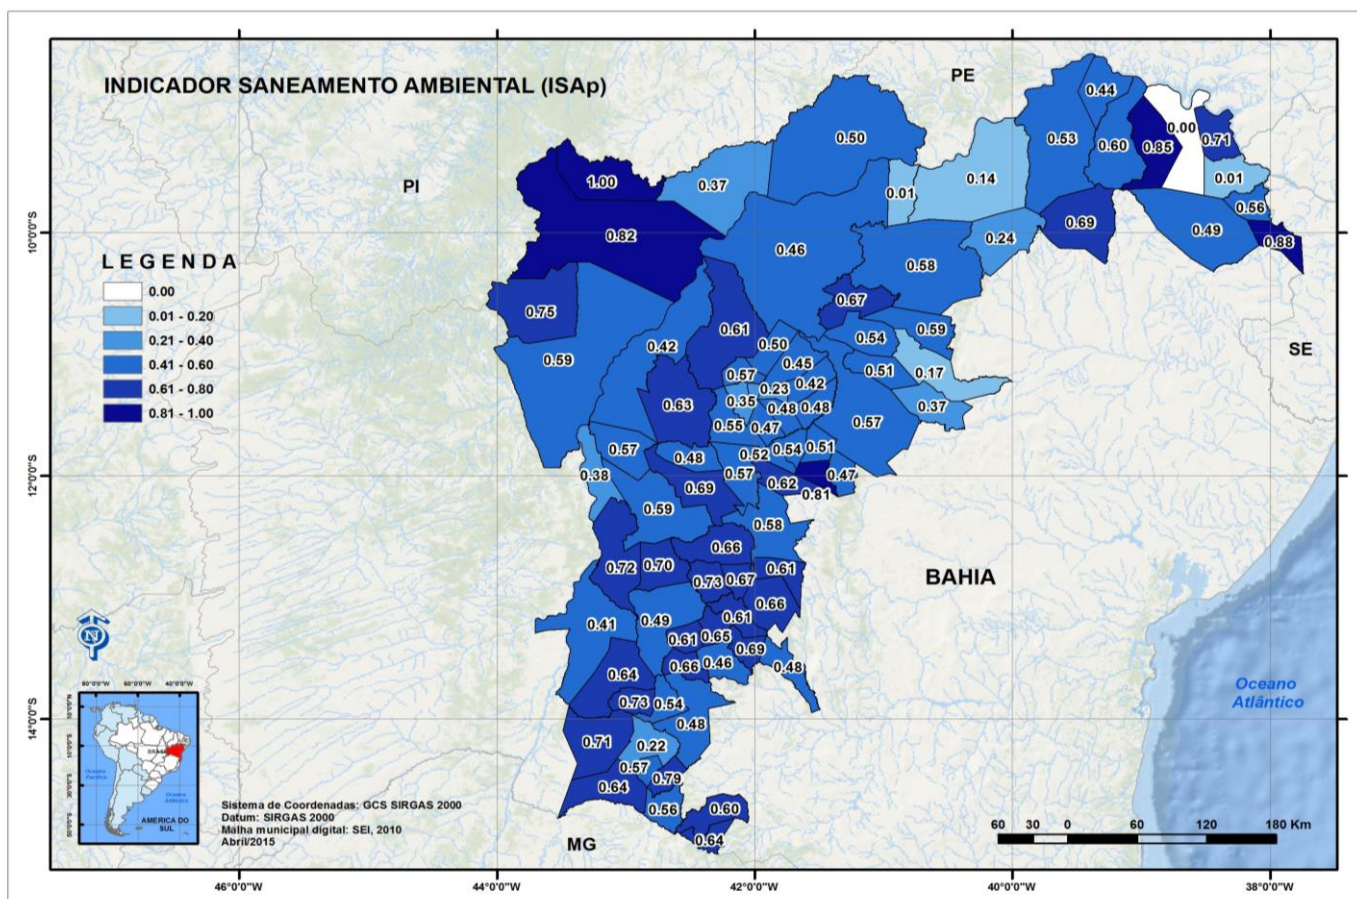 INDICADOR SANEAMENTO AMBIENTAL (ISAp)
PE
PI
SE
BAHIA
MG
Oceano
Atlântico
LEGENDA
0.00
0.01 - 0.20
0.21 - 0.40
0.41 - 0.60
0.61 - 0.80
0.81 - 1.00
0.44
0.00
0.50
0.53
0.60
0.85
0.71
1.00
0.37
0.01
0.14
0.01
0.56
0.69
0.49
0.88
0.82
0.46
0.24
0.58
0.75
0.67
0.61
0.59
0.59
0.42
0.50
0.54
0.45
0.51
0.17
0.57
0.23
0.42
0.63
0.35
0.48
0.48
0.37
0.55
0.47
0.57
0.57
0.48
0.52
0.54
0.51
0.38
0.57
0.47
0.69
0.62
0.81
0.59
0.58
0.66
0.72
0.70
0.73
0.67
0.61
0.66
0.41
0.49
0.61
0.61
0.65
0.69
0.66
0.46
0.48
0.64
0.73
0.54
0.48
0.71
0.22
0.57
0.79
0.64
0.56
0.60
0.64
N
Oceano
Pacífico
Oceano
Atlântico
AMERICA DO
SUL
Sistema de Coordenadas: GCS SIRGAS 2000
Datum: SIRGAS 2000
Malha municipal digital: SEI, 2010
Abril/2015
60 30 0 60 120 180 Km
10°0'0"S
12°0'0"S
14°0'0"S
46°0'0"W
44°0'0"W
42°0'0"W
40°0'0"W
38°0'0"W